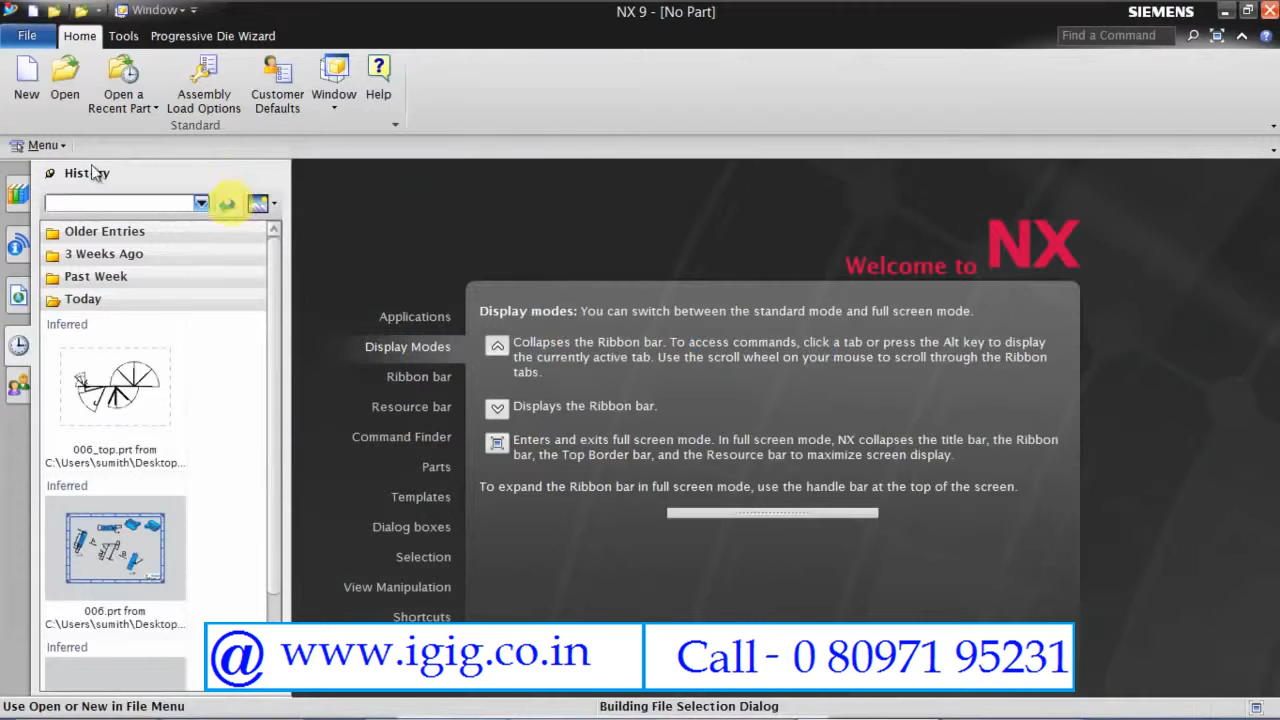 Window
NX 9 - [No Part]
SIEMENS
File
Home
Tools
Progressive Die Wizard
Find a Command
New
Open
Open a
Recent Part
Assembly
Load Options
Customer
Defaults
Window
Help
Standard
Menu
History
Older Entries
3 Weeks Ago
Past Week
Today
Inferred
006_top.prt from
C:\Users\sumith\Desktop...
Inferred
006.prt from
C:\Users\sumith\Desktop...
Inferred
Welcome to NX
Applications
Display Modes
Ribbon bar
Resource bar
Command Finder
Parts
Templates
Dialog boxes
Selection
View Manipulation
Shortcuts
Display modes: You can switch between the standard mode and full screen mode.
Collapses the Ribbon bar. To access commands, click a tab or press the Alt key to display
the currently active tab. Use the scroll wheel on your mouse to scroll through the Ribbon
tabs.
Displays the Ribbon bar.
Enters and exits full screen mode. In full screen mode, NX collapses the title bar, the Ribbon
bar, the Top Border bar, and the Resource bar to maximize screen display.
To expand the Ribbon bar in full screen mode, use the handle bar at the top of the screen.
@ www.igig.co.in
Call - 0 80971 95231
Use Open or New in File Menu
Building File Selection Dialog